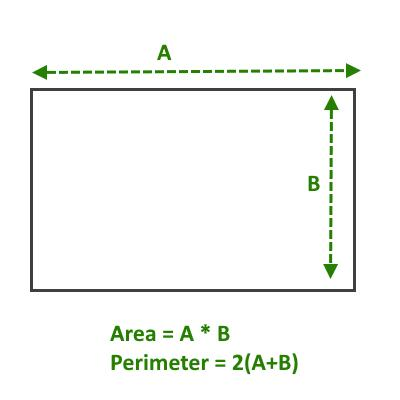 A
B
Area = A * B
Perimeter = 2(A+B)